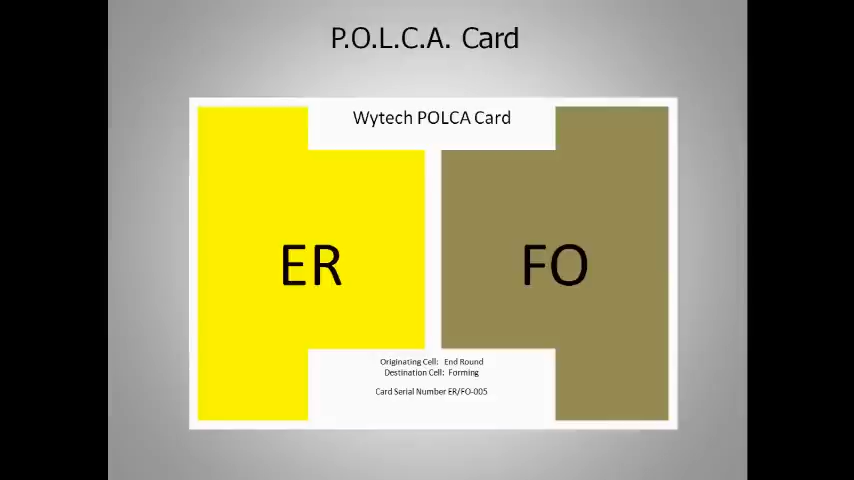 P.O.L.C.A. Card
Wytech POLCA Card
ER
FO
Originating Cell: End Round
Destination Cell: Forming
Card Serial Number ER/FO-005